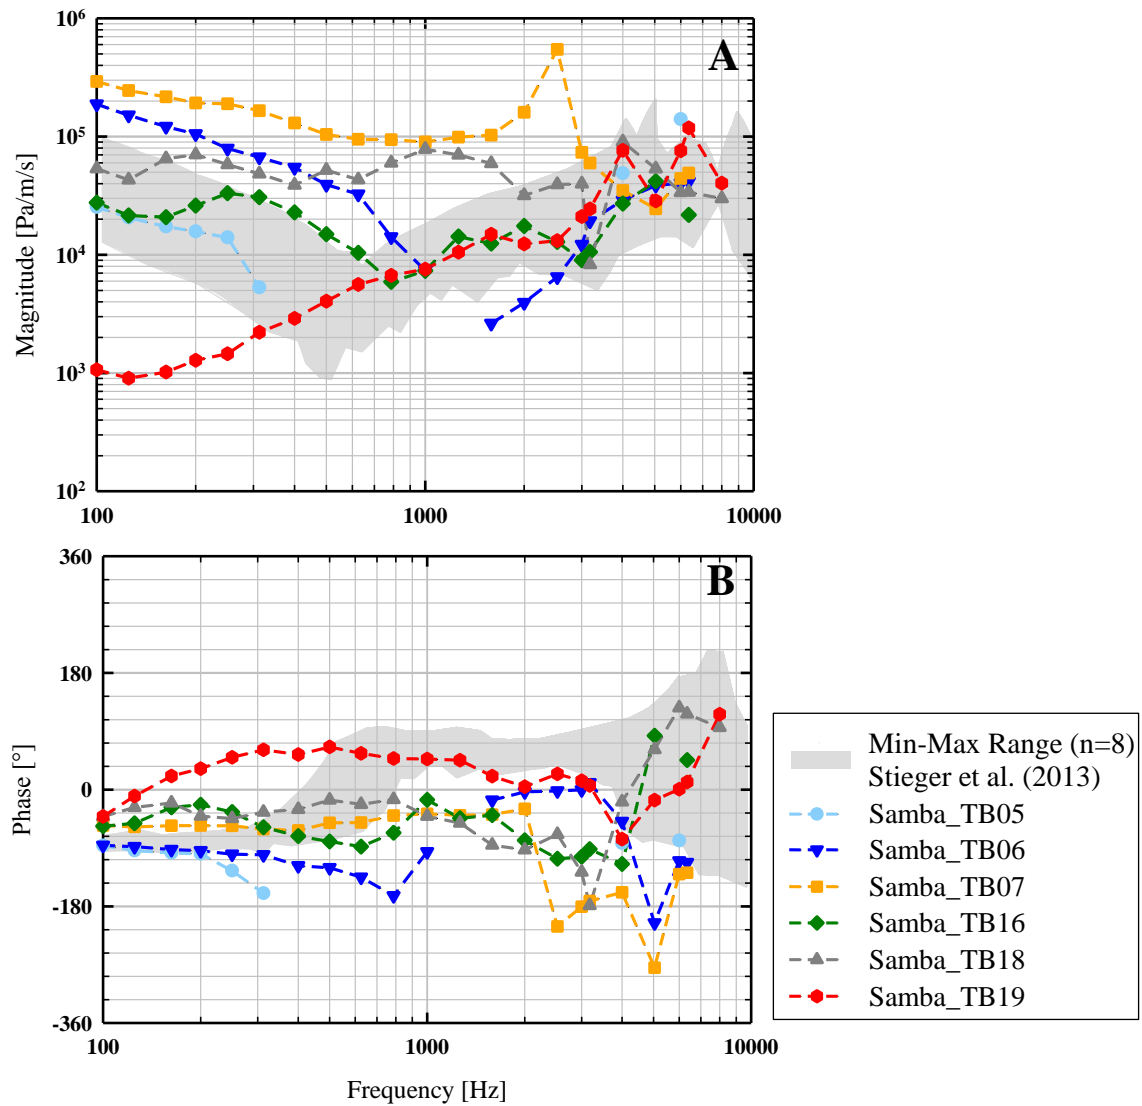 10⁶
A
10⁵
10⁴
10³
10²
Magnitude [Pa/m/s]
100
1000
10000
360
B
180
0
-180
-360
Phase [°]
100
1000
10000
Frequency [Hz]
Min-Max Range (n=8)
Stieger et al. (2013)
Samba_TB05
Samba_TB06
Samba_TB07
Samba_TB16
Samba_TB18
Samba_TB19